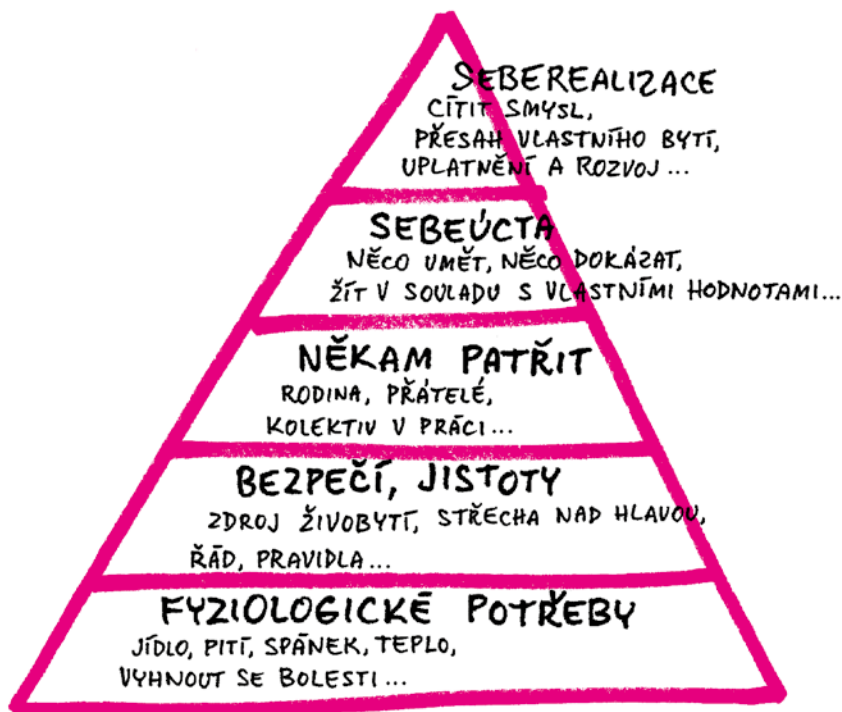 SEBEREALIZACE
CÍTIT SMYSL,
PŘESAH VLASTNÍHO BYTÍ,
UPLATNĚNÍ A ROZVOJ...
SEBEÚCTA
NĚCO UMĚT, NĚCO DOKÁZAT,
ŽÍT V SOULADU S VLASTNÍMI HODNOTAMI...
NĚKAM PATŘIT
RODINA, PŘÁTELÉ,
KOLEKTIV V PRÁCI...
BEZPEČÍ, JISTOTY
ZDROJ ŽIVOBYTÍ, STŘECHA NAD HLAVOU,
ŘÁD, PRAVIDLA...
FYZIOLOGICKÉ POTŘEBY
JÍDLO, PITÍ, SPÁNEK, TEPLO,
VYHNOUT SE BOLESTI...